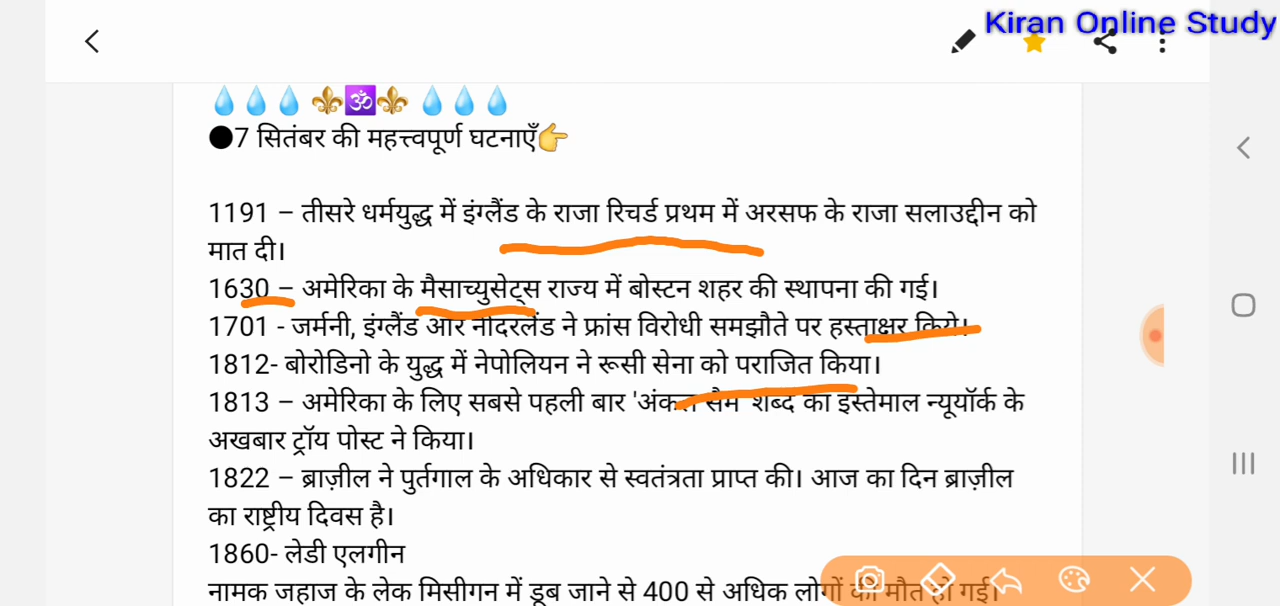 Kiran Online Study
💧💧💧 ⚜️🕉️⚜️ 💧💧💧
●7 सितंबर की महत्त्वपूर्ण घटनाएँ👉
1191 – तीसरे धर्मयुद्ध में इंग्लैंड के राजा रिचर्ड प्रथम में अरसफ के राजा सलाउद्दीन को
मात दी।
1630 – अमेरिका के मैसाच्युसेट्स राज्य में बोस्टन शहर की स्थापना की गई।
1701 - जर्मनी, इंग्लैंड और नीदरलैंड ने फ्रांस विरोधी समझौते पर हस्ताक्षर किये।
1812- बोरोडिनो के युद्ध में नेपोलियन ने रूसी सेना को पराजित किया।
1813 – अमेरिका के लिए सबसे पहली बार 'अंकल सैम' शब्द का इस्तेमाल न्यूयॉर्क के
अखबार ट्रॉय पोस्ट ने किया।
1822 – ब्राज़ील ने पुर्तगाल के अधिकार से स्वतंत्रता प्राप्त की। आज का दिन ब्राज़ील
का राष्ट्रीय दिवस है।
1860- लेडी एलगीन
नामक जहाज के लेक मिसीगन में डूब जाने से 400 से अधिक लोगों की मौत हो गई।